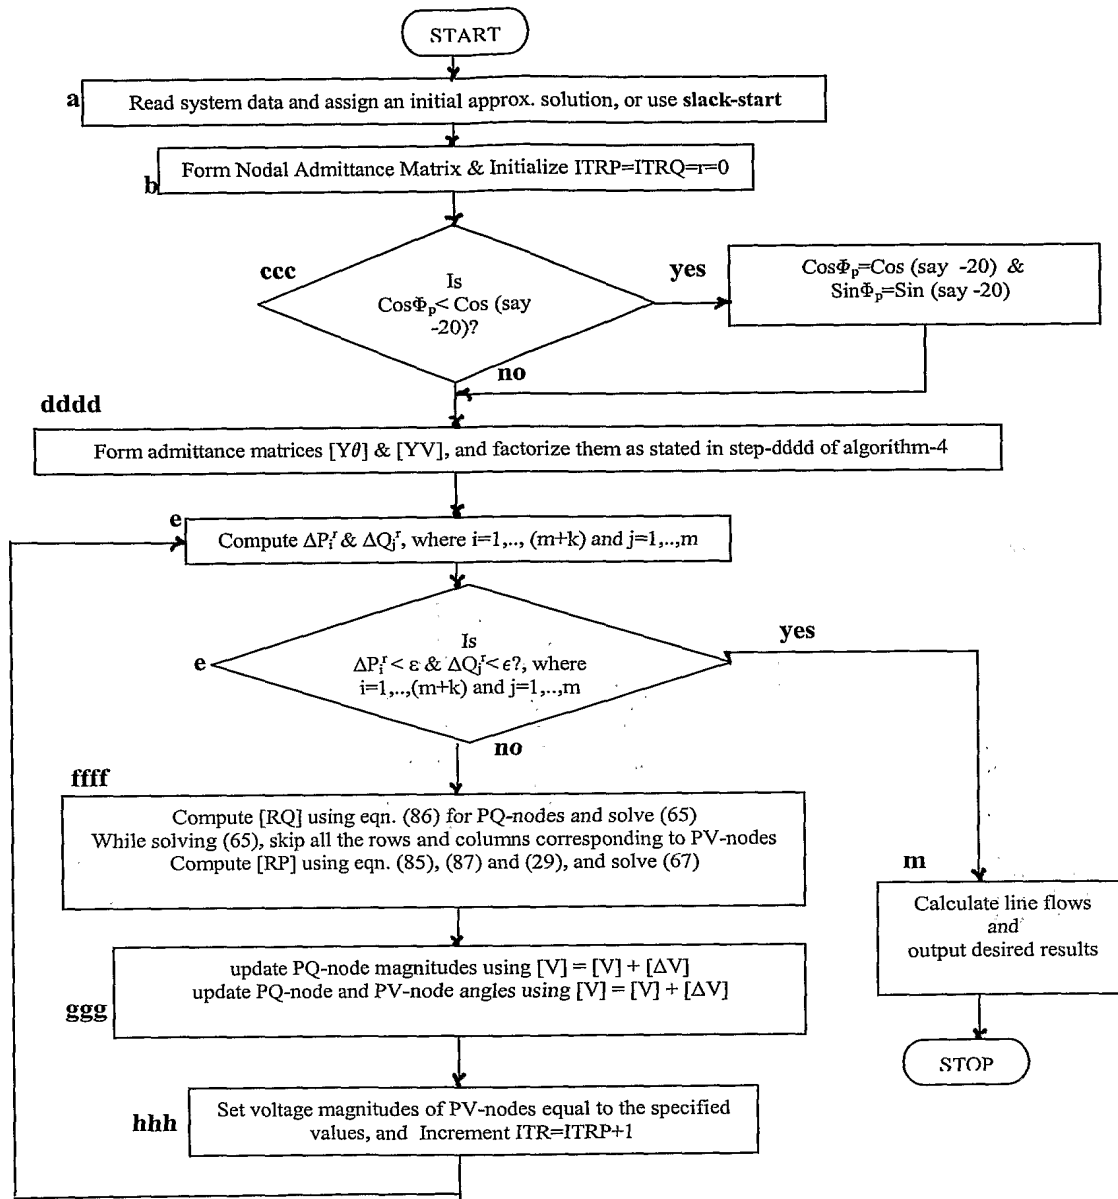 START
a
Read system data and assign an initial approx. solution, or use slack-start
b
Form Nodal Admittance Matrix & Initialize ITRP=ITRQ=r=0
ccc
Is
CosΦp< Cos (say
-20)?
yes
CosΦp=Cos (say -20) &
SinΦp=Sin (say -20)
no
dddd
Form admittance matrices [Yθ] & [YV], and factorize them as stated in step-dddd of algorithm-4
e
Compute ΔPiʳ & ΔQjʳ, where i=1,.., (m+k) and j=1,..,m
e
Is
ΔPiʳ< ε & ΔQjʳ< ϵ?, where
i=1,..,(m+k) and j=1,..,m
yes
no
ffff
Compute [RQ] using eqn. (86) for PQ-nodes and solve (65)
While solving (65), skip all the rows and columns corresponding to PV-nodes
Compute [RP] using eqn. (85), (87) and (29), and solve (67)
m
Calculate line flows
and
output desired results
ggg
update PQ-node magnitudes using [V] = [V] + [ΔV]
update PQ-node and PV-node angles using [V] = [V] + [ΔV]
STOP
hhh
Set voltage magnitudes of PV-nodes equal to the specified
values, and Increment ITR=ITRP+1